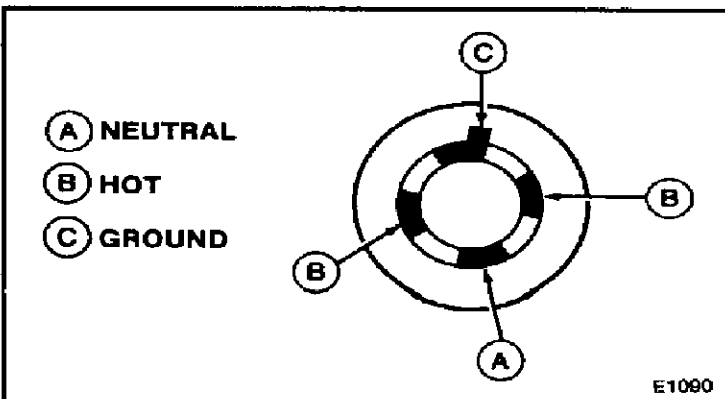 C
A NEUTRAL
B HOT
C GROUND
B
B
A
E1090